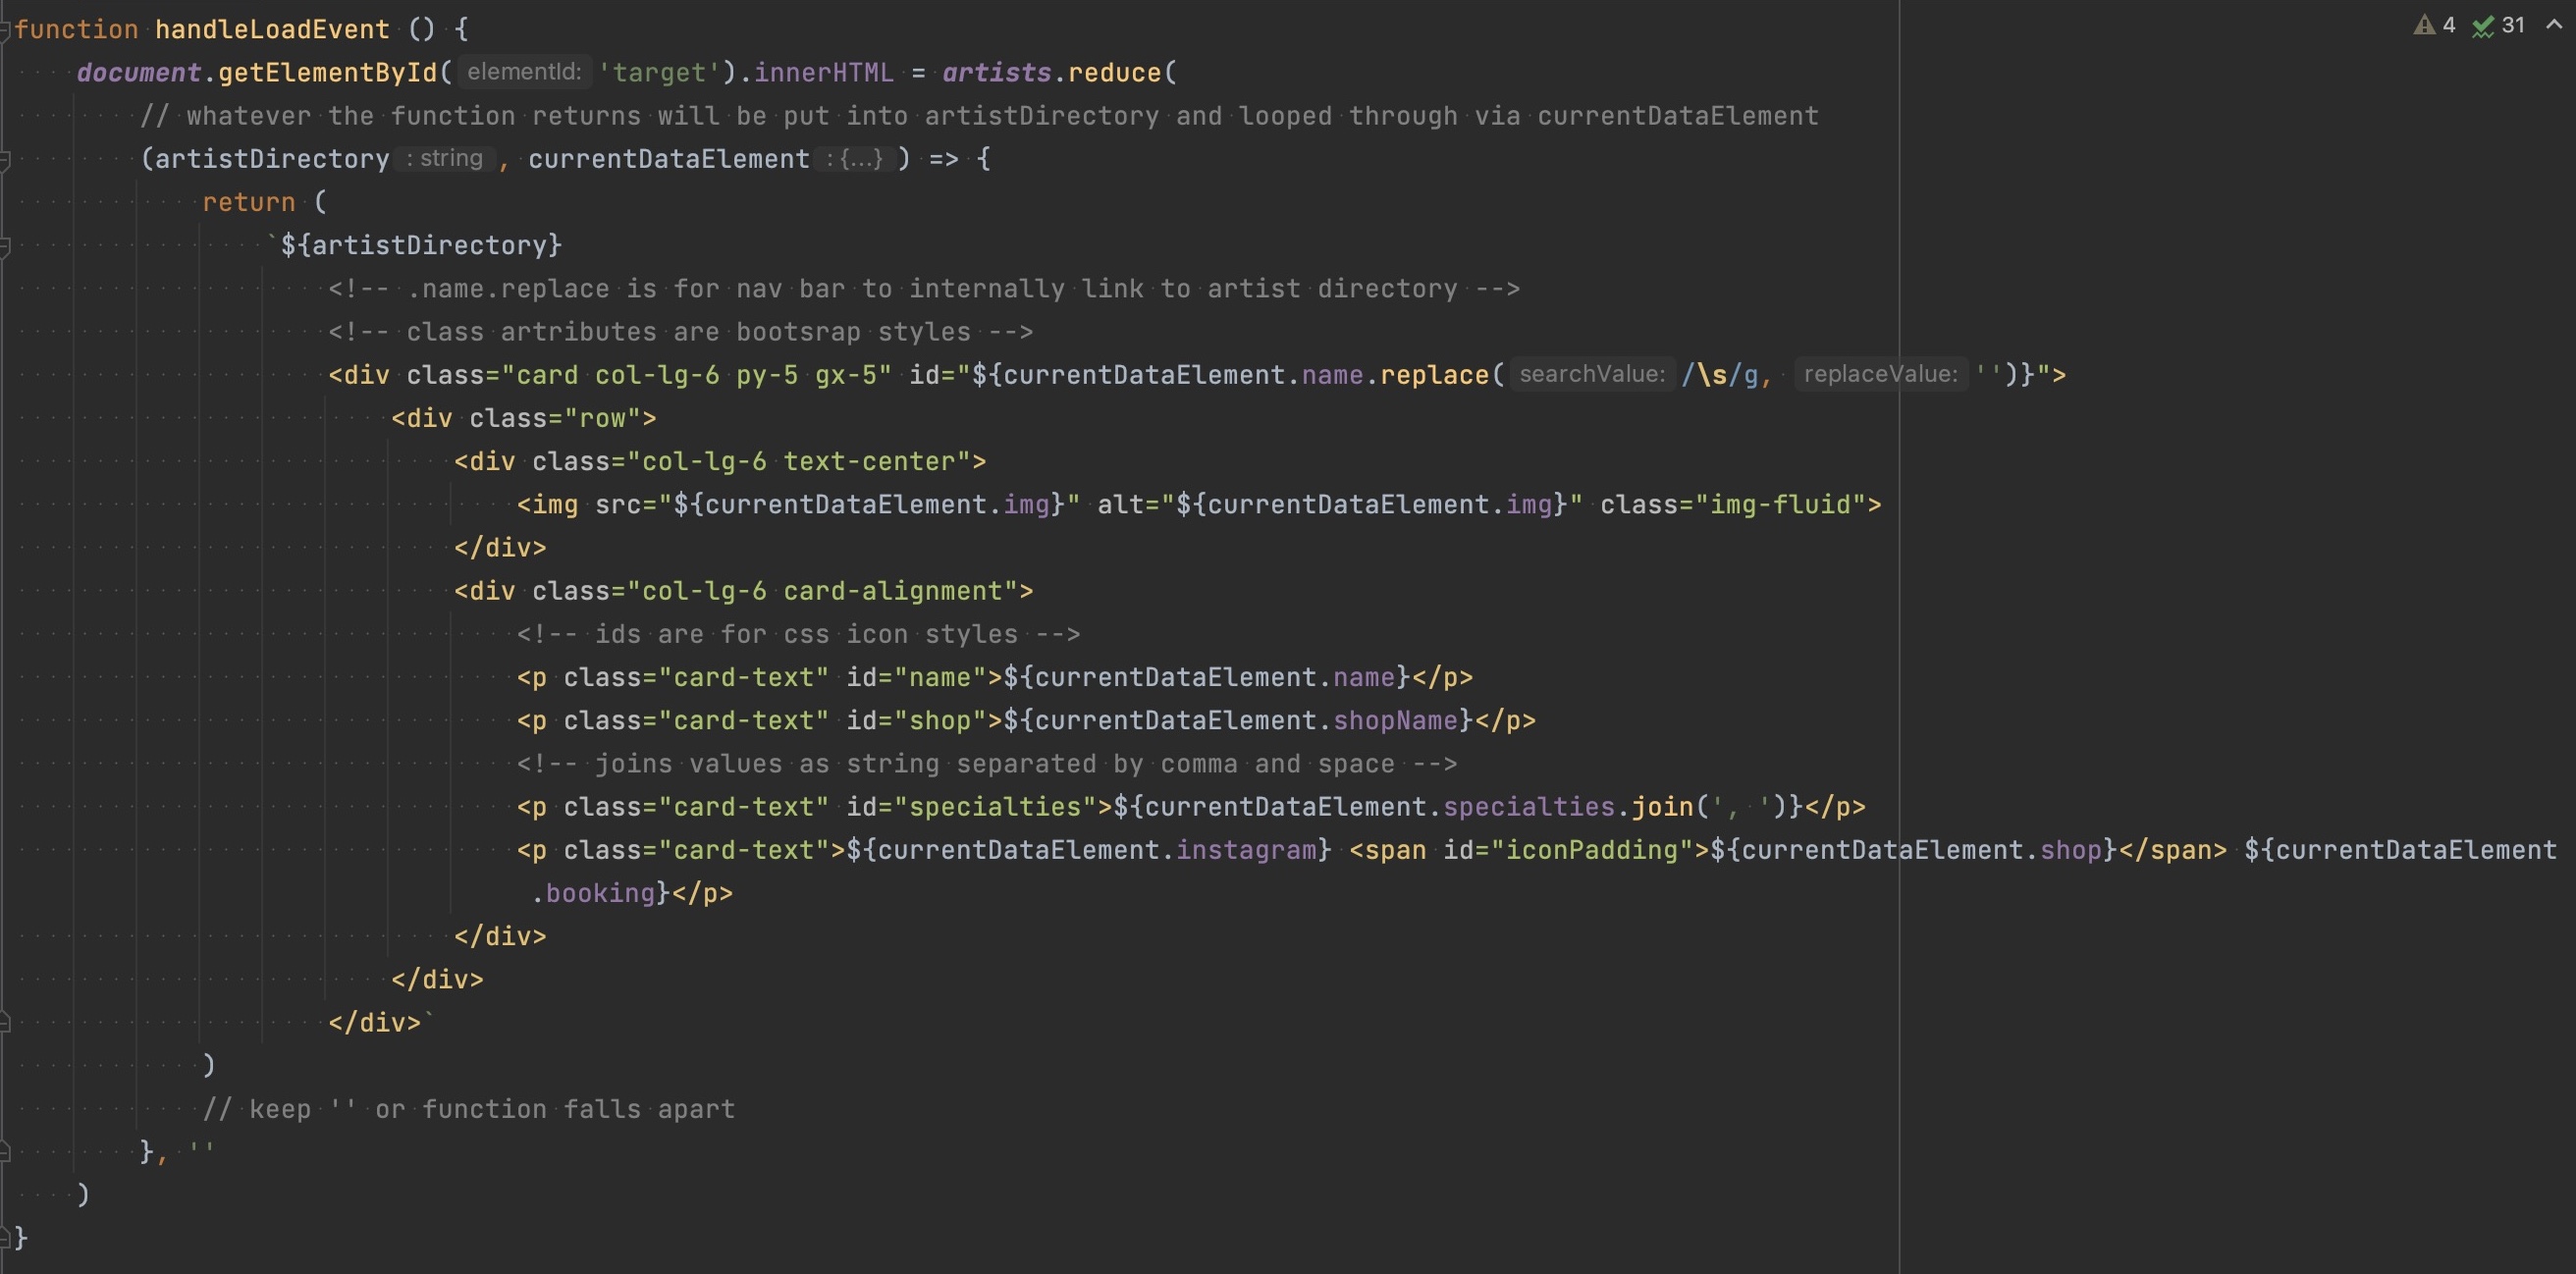 function handleLoadEvent () {
document.getElementById( elementId: 'target').innerHTML = artists.reduce(
// whatever the function returns will be put into artistDirectory and looped through via currentDataElement
(artistDirectory : string , currentDataElement : {...} ) => {
return (
`${artistDirectory}
<!-- .name.replace is for nav bar to internally link to artist directory -->
<!-- class artributes are bootsrap styles -->
<div class="card col-lg-6 py-5 gx-5" id="${currentDataElement.name.replace( searchValue: /\s/g, replaceValue: '')}">
<div class="row">
<div class="col-lg-6 text-center">
<img src="${currentDataElement.img}" alt="${currentDataElement.img}" class="img-fluid">
</div>
<div class="col-lg-6 card-alignment">
<!-- ids are for css icon styles -->
<p class="card-text" id="name">${currentDataElement.name}</p>
<p class="card-text" id="shop">${currentDataElement.shopName}</p>
<!-- joins values as string separated by comma and space -->
<p class="card-text" id="specialties">${currentDataElement.specialties.join(', ')}</p>
<p class="card-text">${currentDataElement.instagram} <span id="iconPadding">${currentDataElement.shop}</span> ${currentDataElement
.booking}</p>
</div>
</div>
</div>`
)
// keep '' or function falls apart
}, ''
)
}
4 31